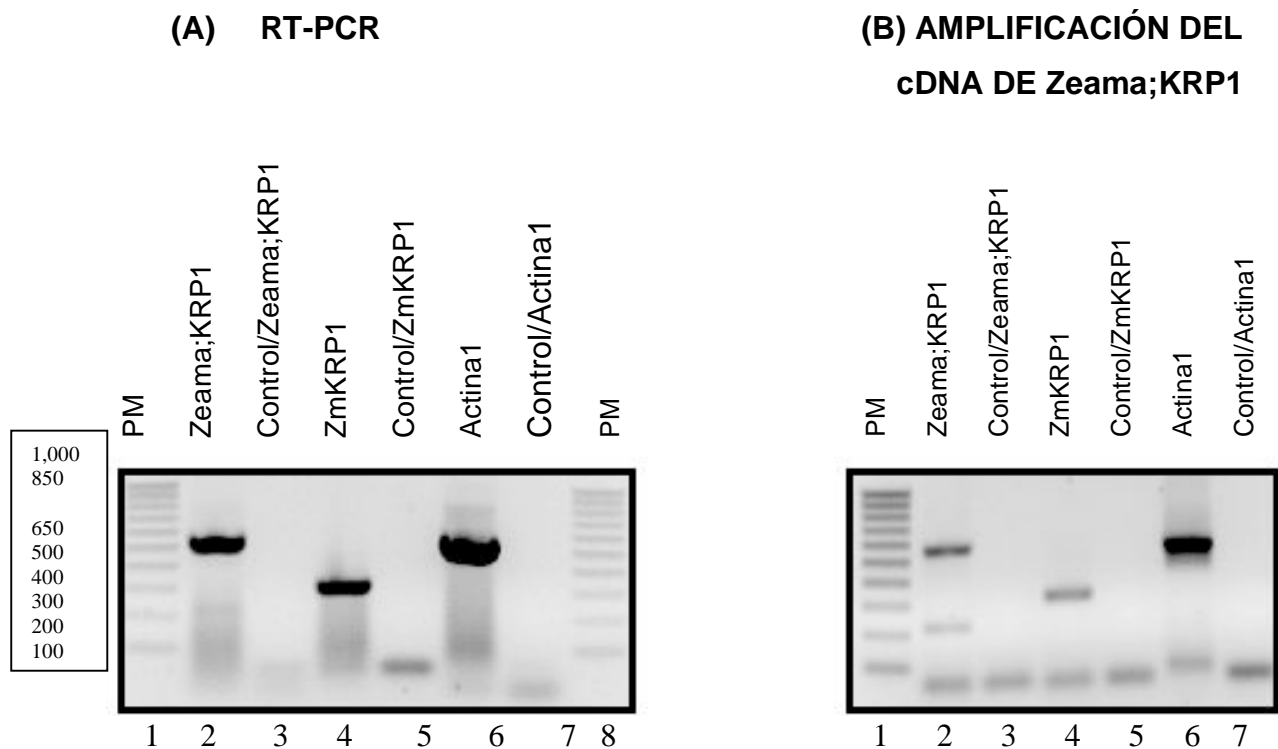 (A) RT-PCR
(B) AMPLIFICACIÓN DEL
cDNA DE Zeama;KRP1
PM
Zeama;KRP1
Control/Zeama;KRP1
ZmKRP1
Control/ZmKRP1
Actina1
Control/Actina1
PM
PM
Zeama;KRP1
Control/Zeama;KRP1
ZmKRP1
Control/ZmKRP1
Actina1
Control/Actina1
1,000
850
650
500
400
300
200
100
1 2 3 4 5 6 7 8
1 2 3 4 5 6 7